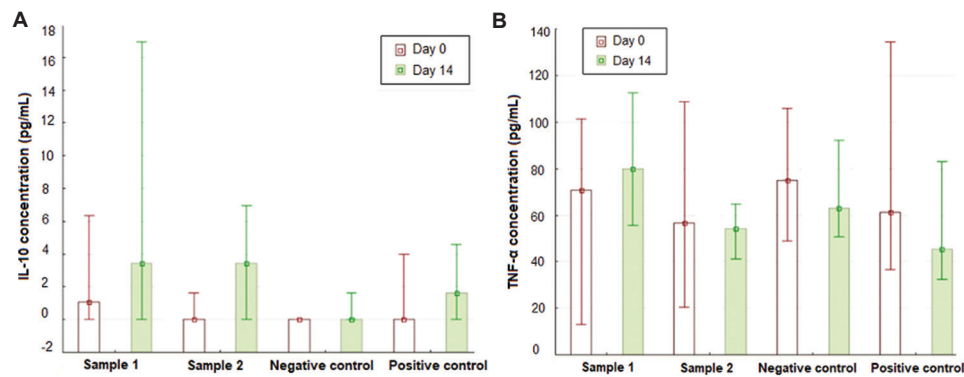 A
IL-10 concentration (pg/mL)
18
16
14
12
10
8
6
4
2
0
-2
Day 0
Day 14
Sample 1
Sample 2
Negative control
Positive control
B
TNF-α concentration (pg/mL)
140
120
100
80
60
40
20
0
Day 0
Day 14
Sample 1
Sample 2
Negative control
Positive control